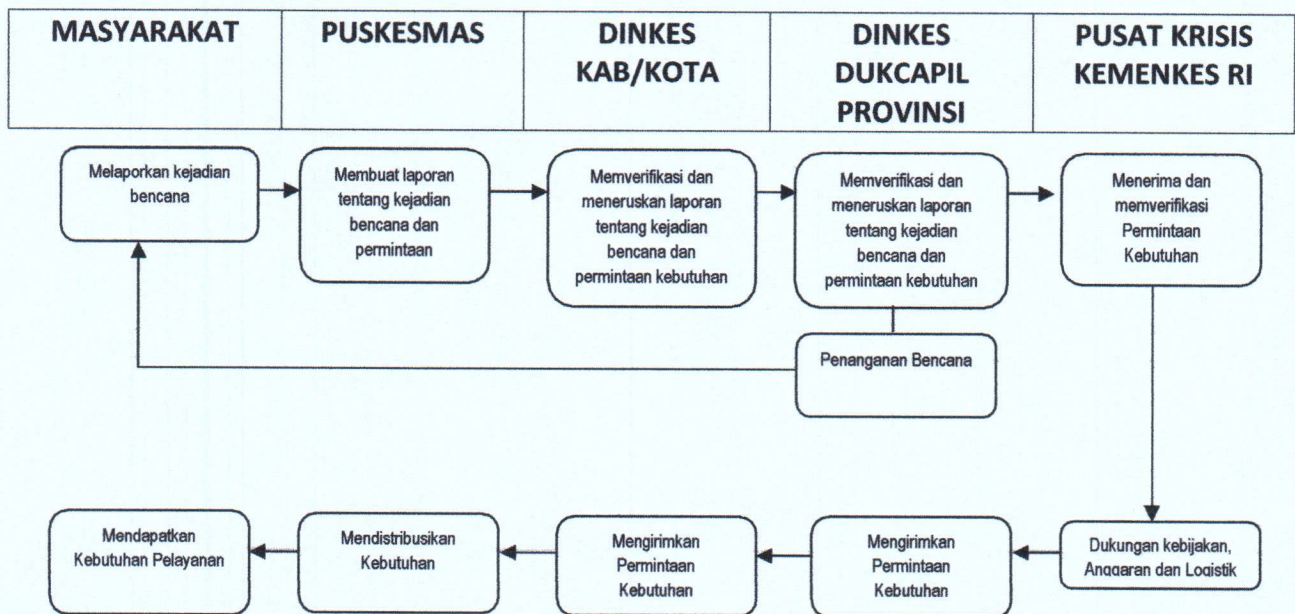 MASYARAKAT
PUSKESMAS
DINKES
KAB/KOTA
DINKES
DUKCAPIL
PROVINSI
PUSAT KRISIS
KEMENKES RI
Melaporkan kejadian
bencana
Membuat laporan
tentang kejadian
bencana dan
permintaan
Memverifikasi dan
meneruskan laporan
tentang kejadian
bencana dan
permintaan kebutuhan
Memverifikasi dan
meneruskan laporan
tentang kejadian
bencana dan
permintaan kebutuhan
Menerima dan
memverifikasi
Permintaan
Kebutuhan
Penanganan Bencana
Mendapatkan
Kebutuhan Pelayanan
Mendistribusikan
Kebutuhan
Mengirimkan
Permintaan
Kebutuhan
Mengirimkan
Permintaan
Kebutuhan
Dukungan kebijakan,
Anggaran dan Logistik